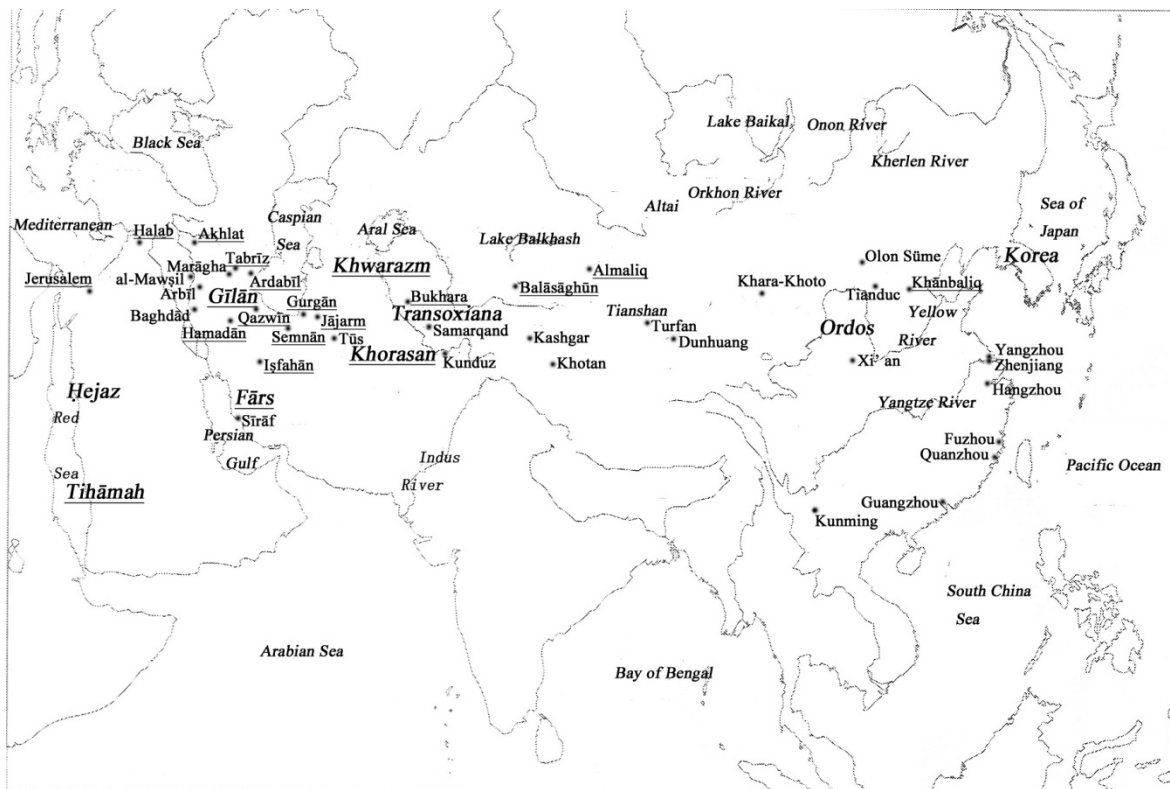 Lake Baikal
Onon River
Black Sea
Kherlen River
Orkhon River
Altai
Caspian
Sea
Mediterranean
Halab
Akhlat
Aral Sea
Lake Balkhash
Sea of
Japan
Korea
Olon Süme
Jerusalem
al-Mawṣil
Marāgha
Tabrīz
Ardabīl
Khwarazm
Almaliq
Khara-Khoto
Tianduc
Khānbaliq
Arbīl
Gīlān
Gurgān
Bukhara
Balāsāghūn
Baghdād
Qazwīn
Jājarm
Transoxiana
Tianshan
Yellow
River
Hamadān
Semnān
Tūs
Samarqand
Kashgar
Turfan
Dunhuang
Ordos
Iṣfahān
Khorasan
Kunduz
Khotan
Xi’ an
Yangzhou
Zhenjiang
Hangzhou
Ḥejaz
Fārs
Yangtze River
Red
Sea
Sīrāf
Persian
Gulf
Indus
River
Fuzhou
Quanzhou
Pacific Ocean
Tihāmah
Guangzhou
Kunming
South China
Sea
Arabian Sea
Bay of Bengal